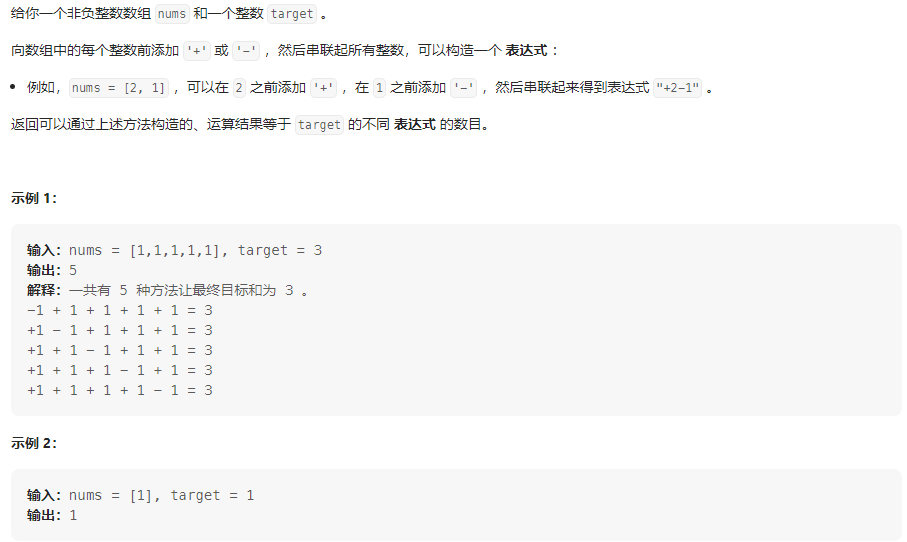 给你一个非负整数数组 nums 和一个整数 target 。
向数组中的每个整数前添加 '+' 或 '-' ，然后串联起所有整数，可以构造一个 表达式 ：
• 例如，nums = [2, 1] ，可以在 2 之前添加 '+' ，在 1 之前添加 '-' ，然后串联起来得到表达式 "+2-1" 。
返回可以通过上述方法构造的、运算结果等于 target 的不同 表达式 的数目。
示例 1：
输入：nums = [1,1,1,1,1], target = 3
输出：5
解释：一共有 5 种方法让最终目标和为 3 。
-1 + 1 + 1 + 1 + 1 = 3
+1 - 1 + 1 + 1 + 1 = 3
+1 + 1 - 1 + 1 + 1 = 3
+1 + 1 + 1 - 1 + 1 = 3
+1 + 1 + 1 + 1 - 1 = 3
示例 2：
输入：nums = [1], target = 1
输出：1